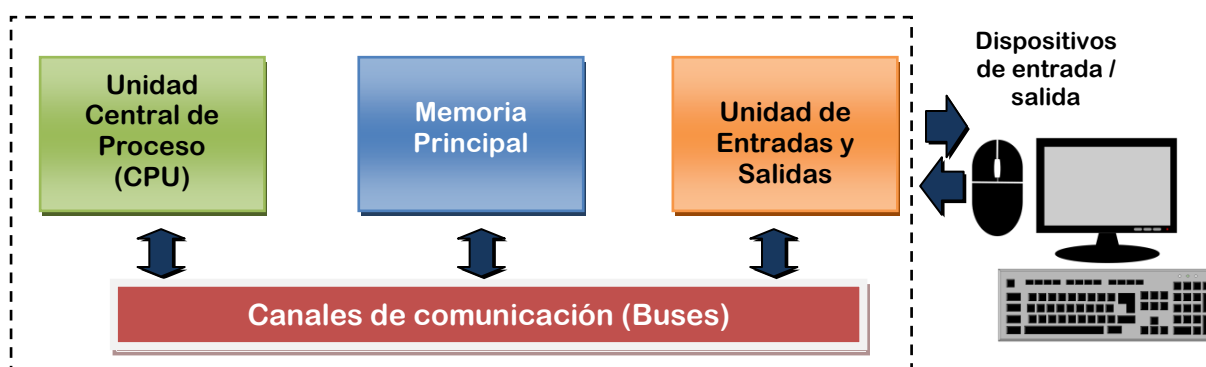 Unidad
Central de
Proceso
(CPU)
Memoria
Principal
Unidad de
Entradas y
Salidas
Dispositivos
de entrada /
salida
Canales de comunicación (Buses)